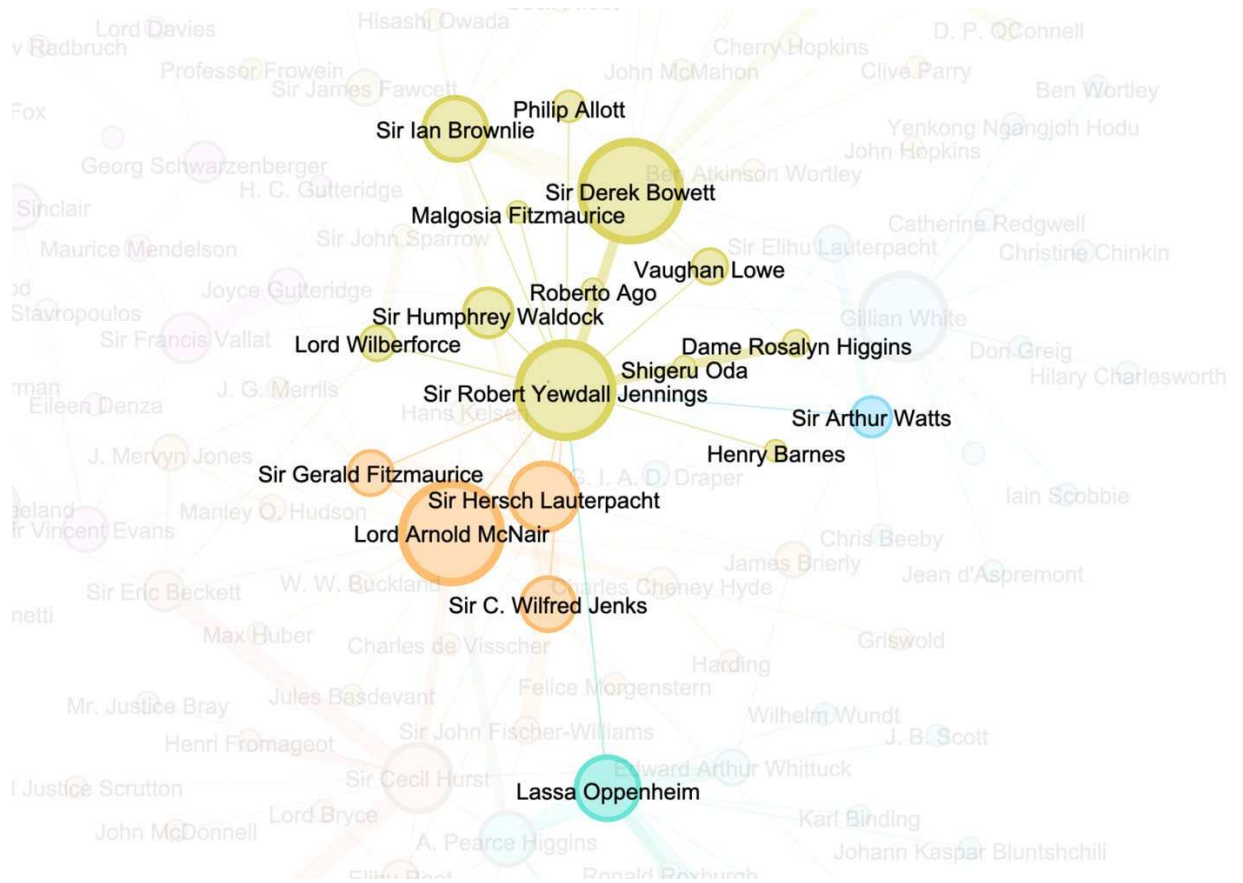 Hisashi Owada
Lord Davies
D. P. OConnell
v Radbruch
Cherry Hopkins
Professor Frowein
John McMahon
Clive Parry
Sir James Fawcett
Ben Wortley
Philip Allott
Fox
Sir Ian Brownlie
Yenkong Ngangjoh Hodu
John Hopkins
Georg Schwarzenberger
Ben Atkinson Wortley
H. C. Gutteridge
Sir Derek Bowett
Sinclair
Malgosia Fitzmaurice
Catherine Redgwell
Sir John Sparrow
Maurice Mendelson
Sir Elihu Lauterpacht
Christine Chinkin
Vaughan Lowe
Joyce Gutteridge
Roberto Ago
Stavropoulos
Sir Humphrey Waldock
Gillian White
Sir Francis Vallat
Lord Wilberforce
Dame Rosalyn Higgins
Don Greig
Shigeru Oda
Hilary Charlesworth
J. G. Merrils
Sir Robert Yewdall Jennings
Eileen Denza
Hans Kelsen
Sir Arthur Watts
J. Mervyn Jones
Henry Barnes
Sir Gerald Fitzmaurice
G. I. A. D. Draper
Sir Hersch Lauterpacht
Iain Scobbie
Manley O. Hudson
Vincent Evans
Lord Arnold McNair
Chris Beeby
James Brierly
Jean d'Aspremont
W. W. Buckland
Charles Cheney Hyde
Sir Eric Beckett
Sir C. Wilfred Jenks
netti
Max Huber
Griswold
Charles de Visscher
Harding
Felice Morgenstern
Jules Basdevant
Mr. Justice Bray
Wilhelm Wundt
Sir John Fischer-Williams
J. B. Scott
Henri Fromageot
Edward Arthur Whittuck
Sir Cecil Hurst
Justice Scrutton
Lassa Oppenheim
Lord Bryce
Karl Binding
John McDonnell
A. Pearce Higgins
Johann Kaspar Bluntshchili
Elihu Root
Ronald Roxburgh